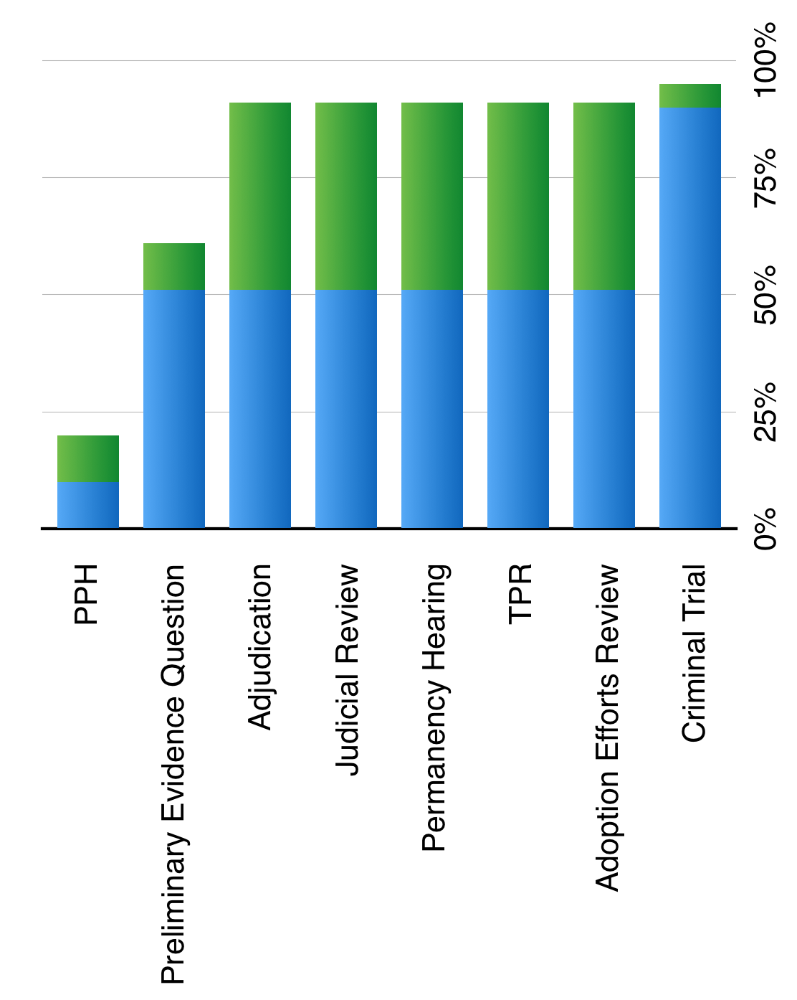 PPH
Preliminary Evidence Question
Adjudication
Judicial Review
Permanency Hearing
TPR
Adoption Efforts Review
Criminal Trial
0%
25%
50%
75%
100%